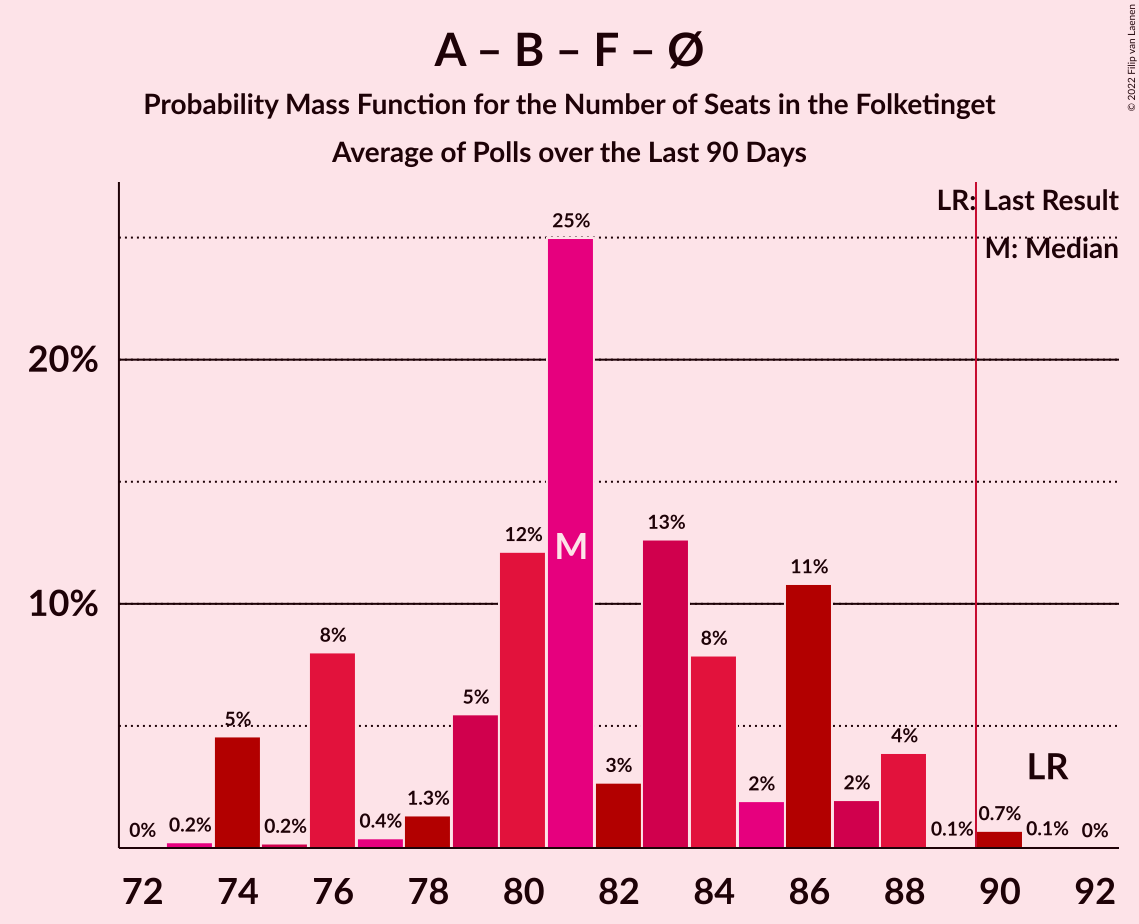 A – B – F – Ø
Probability Mass Function for the Number of Seats in the Folketinget
Average of Polls over the Last 90 Days
© 2022 Filip van Laenen
LR: Last Result
M: Median
20%
10%
0%
0.2%
5%
0.2%
8%
0.4%
1.3%
5%
12%
25%
M
3%
13%
8%
2%
11%
2%
4%
0.1%
0.7%
0.1%
0%
LR
72 74 76 78 80 82 84 86 88 90 92